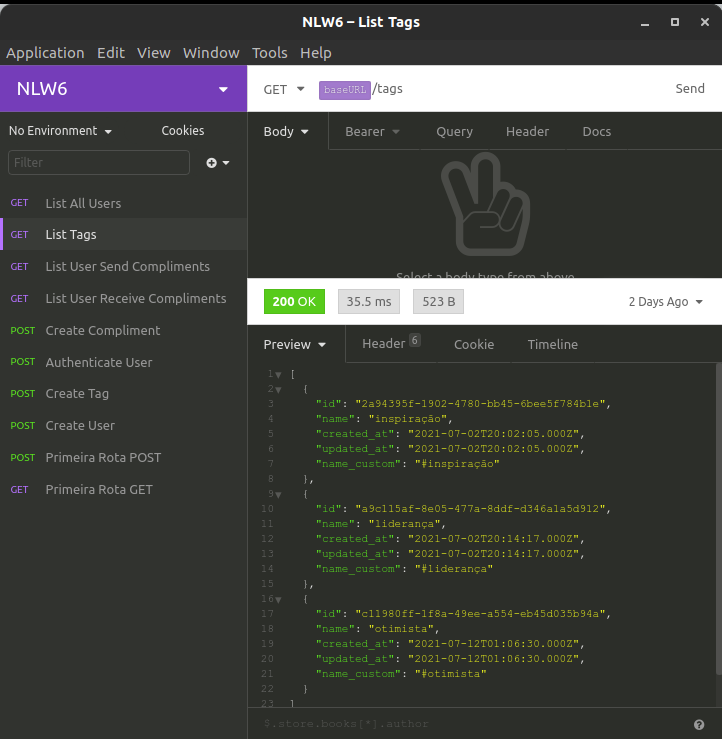 NLW6 – List Tags
Application Edit View Window Tools Help
NLW6
GET baseURL /tags Send
No Environment Cookies
Filter
GET List All Users
GET List Tags
GET List User Send Compliments
GET List User Receive Compliments
POST Create Compliment
POST Authenticate User
POST Create Tag
POST Create User
POST Primeira Rota POST
GET Primeira Rota GET
Body Bearer Query Header Docs
Select a body type from above
200 OK 35.5 ms 523 B 2 Days Ago
Preview Header 6 Cookie Timeline
1 [
2 {
3 "id": "2a94395f-1902-4780-bb45-6bee5f784b1e",
4 "name": "inspiração",
5 "created_at": "2021-07-02T20:02:05.000Z",
6 "updated_at": "2021-07-02T20:02:05.000Z",
7 "name_custom": "#inspiração"
8 },
9 {
10 "id": "a9c115af-8e05-477a-8ddf-d346a1a5d912",
11 "name": "liderança",
12 "created_at": "2021-07-02T20:14:17.000Z",
13 "updated_at": "2021-07-02T20:14:17.000Z",
14 "name_custom": "#liderança"
15 },
16 {
17 "id": "c11980ff-1f8a-49ee-a554-eb45d035b94a",
18 "name": "otimista",
19 "created_at": "2021-07-12T01:06:30.000Z",
20 "updated_at": "2021-07-12T01:06:30.000Z",
21 "name_custom": "#otimista"
22 }
23 ]
$.store.books[*].author